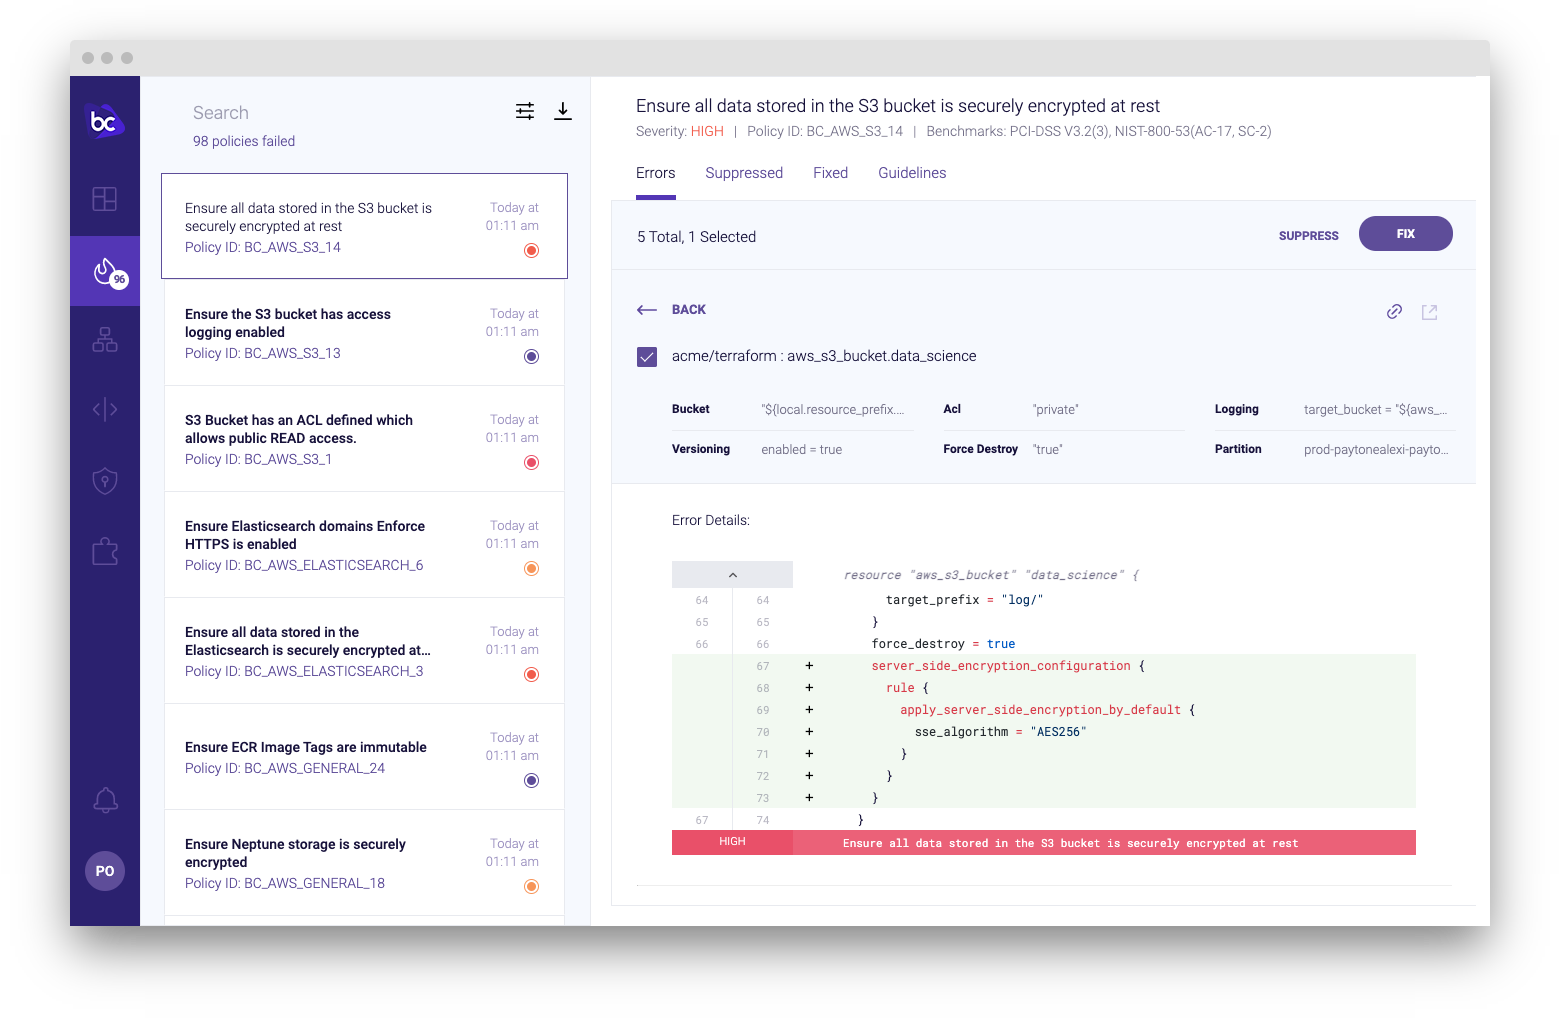 bc
96
PO
Search
98 policies failed
Ensure all data stored in the S3 bucket is
securely encrypted at rest
Policy ID: BC_AWS_S3_14
Today at
01:11 am
Ensure the S3 bucket has access
logging enabled
Policy ID: BC_AWS_S3_13
Today at
01:11 am
S3 Bucket has an ACL defined which
allows public READ access.
Policy ID: BC_AWS_S3_1
Today at
01:11 am
Ensure Elasticsearch domains Enforce
HTTPS is enabled
Policy ID: BC_AWS_ELASTICSEARCH_6
Today at
01:11 am
Ensure all data stored in the
Elasticsearch is securely encrypted at...
Policy ID: BC_AWS_ELASTICSEARCH_3
Today at
01:11 am
Ensure ECR Image Tags are immutable
Policy ID: BC_AWS_GENERAL_24
Today at
01:11 am
Ensure Neptune storage is securely
encrypted
Policy ID: BC_AWS_GENERAL_18
Today at
01:11 am
Ensure all data stored in the S3 bucket is securely encrypted at rest
Severity: HIGH | Policy ID: BC_AWS_S3_14 | Benchmarks: PCI-DSS V3.2(3), NIST-800-53(AC-17, SC-2)
Errors Suppressed Fixed Guidelines
5 Total, 1 Selected SUPPRESS FIX
BACK
acme/terraform : aws_s3_bucket.data_science
Bucket "${local.resource_prefix.... Acl "private" Logging target_bucket = "${aws_...
Versioning enabled = true Force Destroy "true" Partition prod-paytonealexi-payto...
Error Details:
resource "aws_s3_bucket" "data_science" {
64 64 target_prefix = "log/"
65 65 }
66 66 force_destroy = true
67 + server_side_encryption_configuration {
68 + rule {
69 + apply_server_side_encryption_by_default {
70 + sse_algorithm = "AES256"
71 + }
72 + }
73 + }
67 74 }
HIGH Ensure all data stored in the S3 bucket is securely encrypted at rest